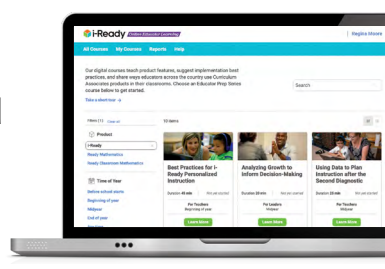 i-Ready Online Educator Learning
Regina Moore
All Courses My Courses Reports Help
Our digital courses teach product features, suggest implementation best
practices, and share ways educators across the country use Curriculum
Associates products in their classrooms. Choose an Educator Prep Series
course below to get started.
Search
Take a silent tour
Filters (1) Clear all
10 items
Product
i-Ready
Ready Mathematics
Ready Classroom Mathematics
Time of Year
Before school starts
Beginning of year
Midyear
End of year
Best Practices for i-
Ready Personalized
Instruction
Duration: 45 min Not yet started
For Teachers
Beginning of year
Learn More
Analyzing Growth to
Inform Decision-Making
Duration: 20 min Not yet started
For Leaders
Midyear
Learn More
Using Data to Plan
Instruction after the
Second Diagnostic
Not yet started
For Teachers
Midyear
Learn More